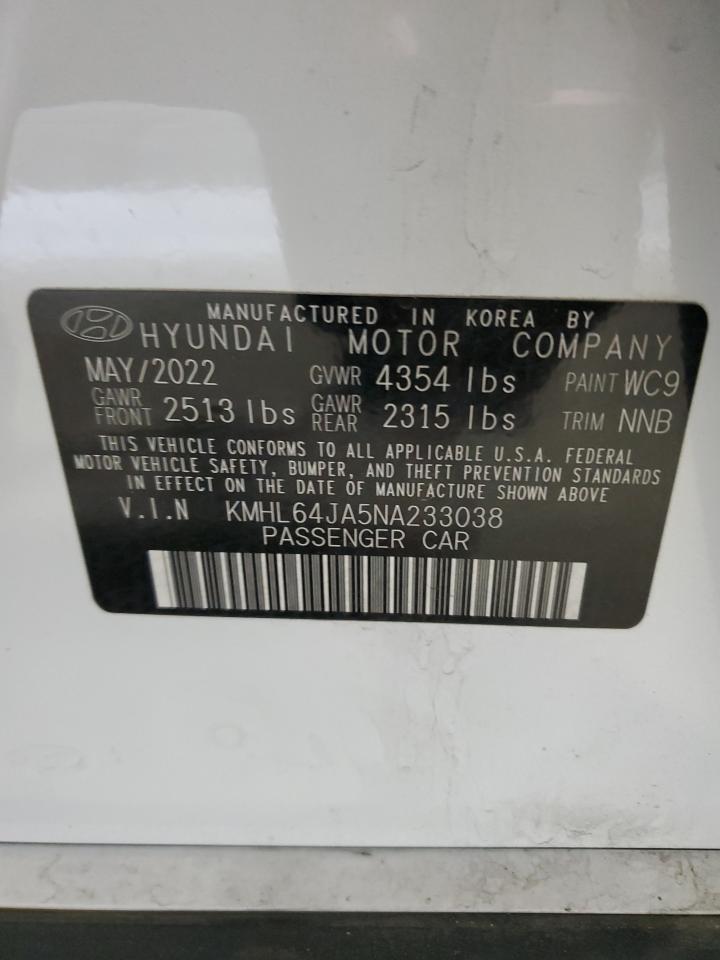 MANUFACTURED IN KOREA BY
HYUNDAI MOTOR COMPANY
MAY/2022 GVWR 4354 lbs PAINT WC9
GAWR FRONT 2513 lbs GAWR REAR 2315 lbs TRIM NNB
THIS VEHICLE CONFORMS TO ALL APPLICABLE U.S.A. FEDERAL
MOTOR VEHICLE SAFETY, BUMPER, AND THEFT PREVENTION STANDARDS
IN EFFECT ON THE DATE OF MANUFACTURE SHOWN ABOVE
V.I.N KMHL64JA5NA233038
PASSENGER CAR